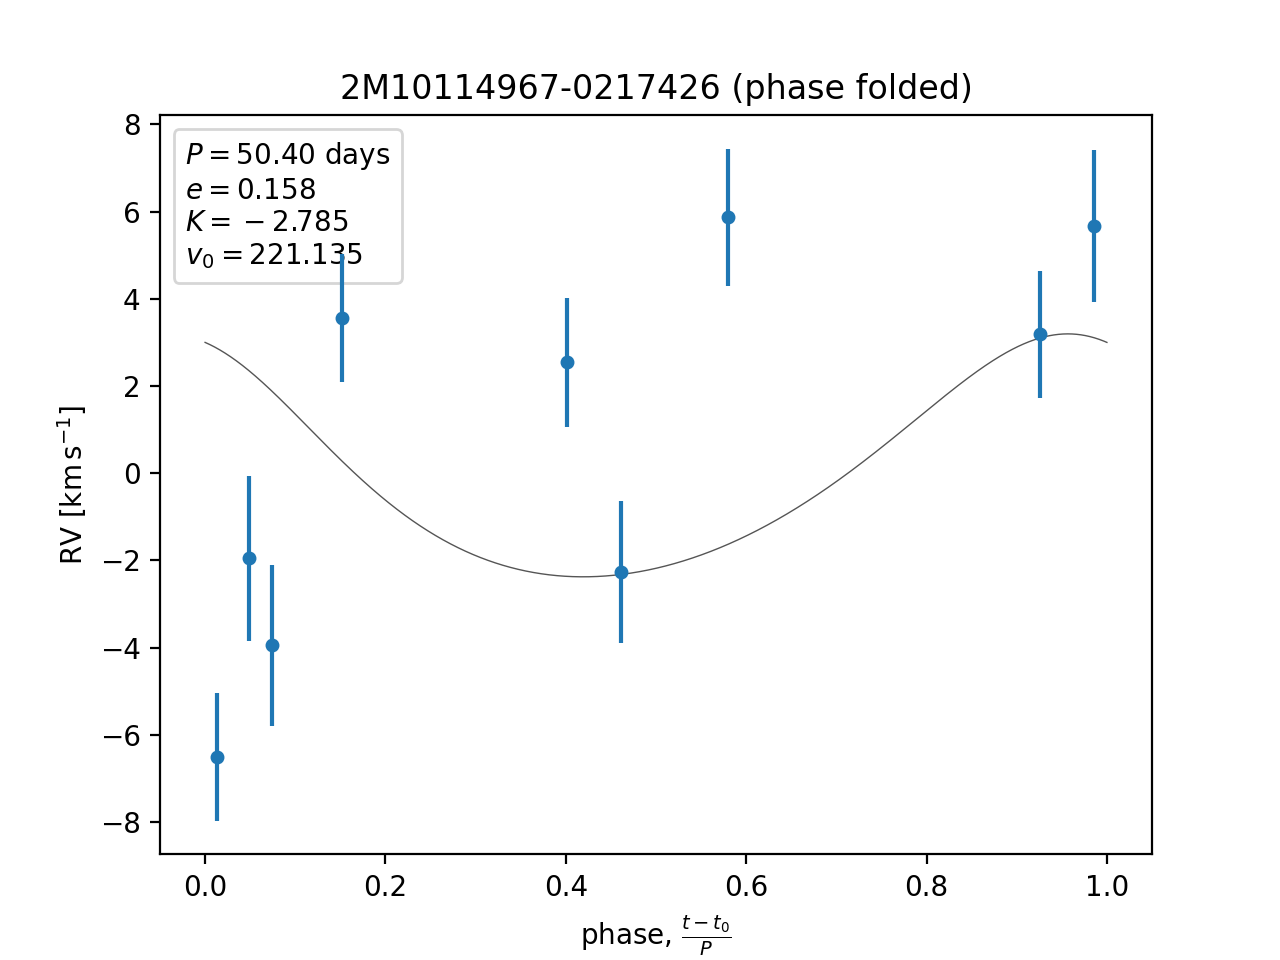 2M10114967-0217426 (phase folded)
P = 50.40 days
e = 0.158
K = −2.785
v₀ = 221.135
RV [km s⁻¹]
8
6
4
2
0
−2
−4
−6
−8
0.0 0.2 0.4 0.6 0.8 1.0
phase, (t − t₀)/P